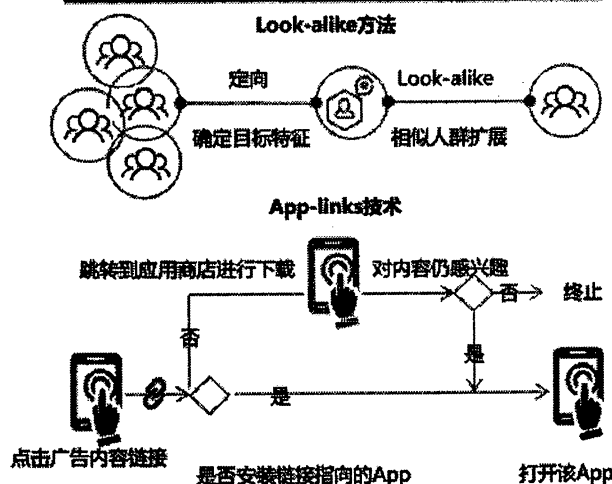 Look-alike方法
定向
Look-alike
确定目标特征
相似人群扩展
App-links技术
跳转到应用商店进行下载
对内容仍感兴趣
否
终止
否
是
是
点击广告内容链接
是否安装链接指向的App
打开该App